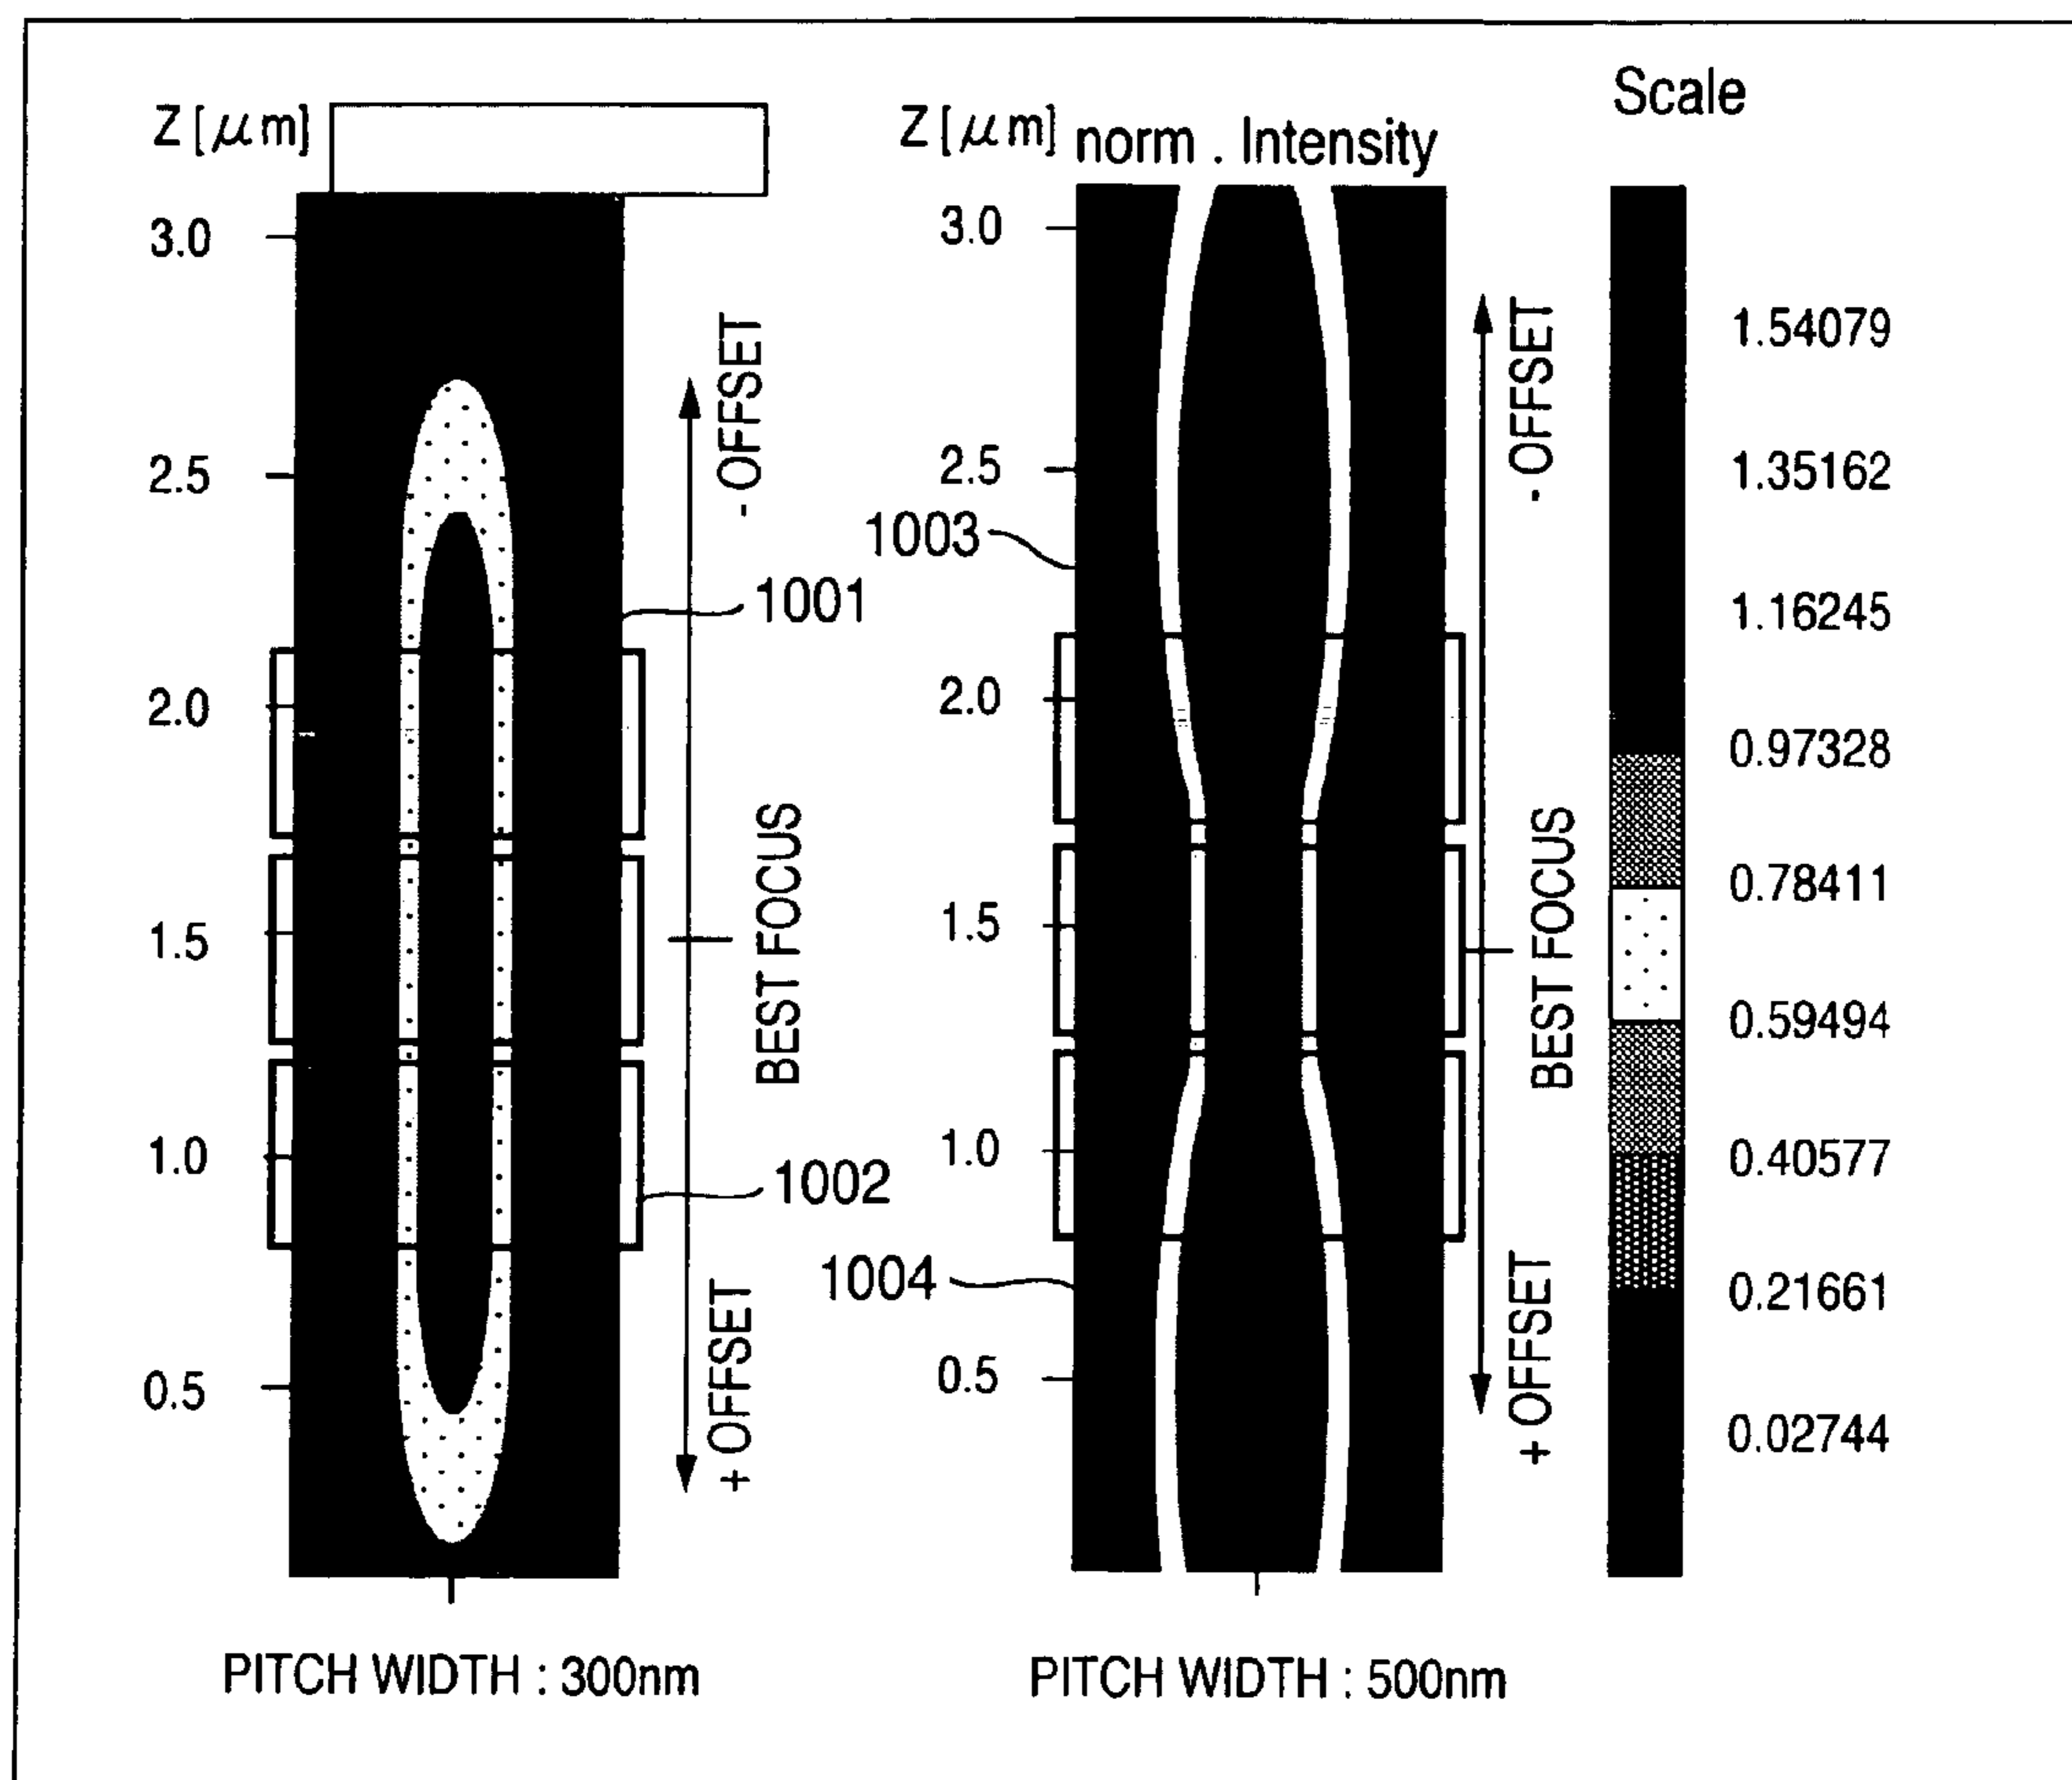 Z [μm]
3.0
2.5
2.0
1.5
1.0
0.5
- OFFSET
BEST FOCUS
+ OFFSET
1001
1002
PITCH WIDTH : 300nm
Z [μm] norm . Intensity
3.0
2.5
2.0
1.5
1.0
0.5
1003
1004
- OFFSET
BEST FOCUS
+ OFFSET
PITCH WIDTH : 500nm
Scale
1.54079
1.35162
1.16245
0.97328
0.78411
0.59494
0.40577
0.21661
0.02744